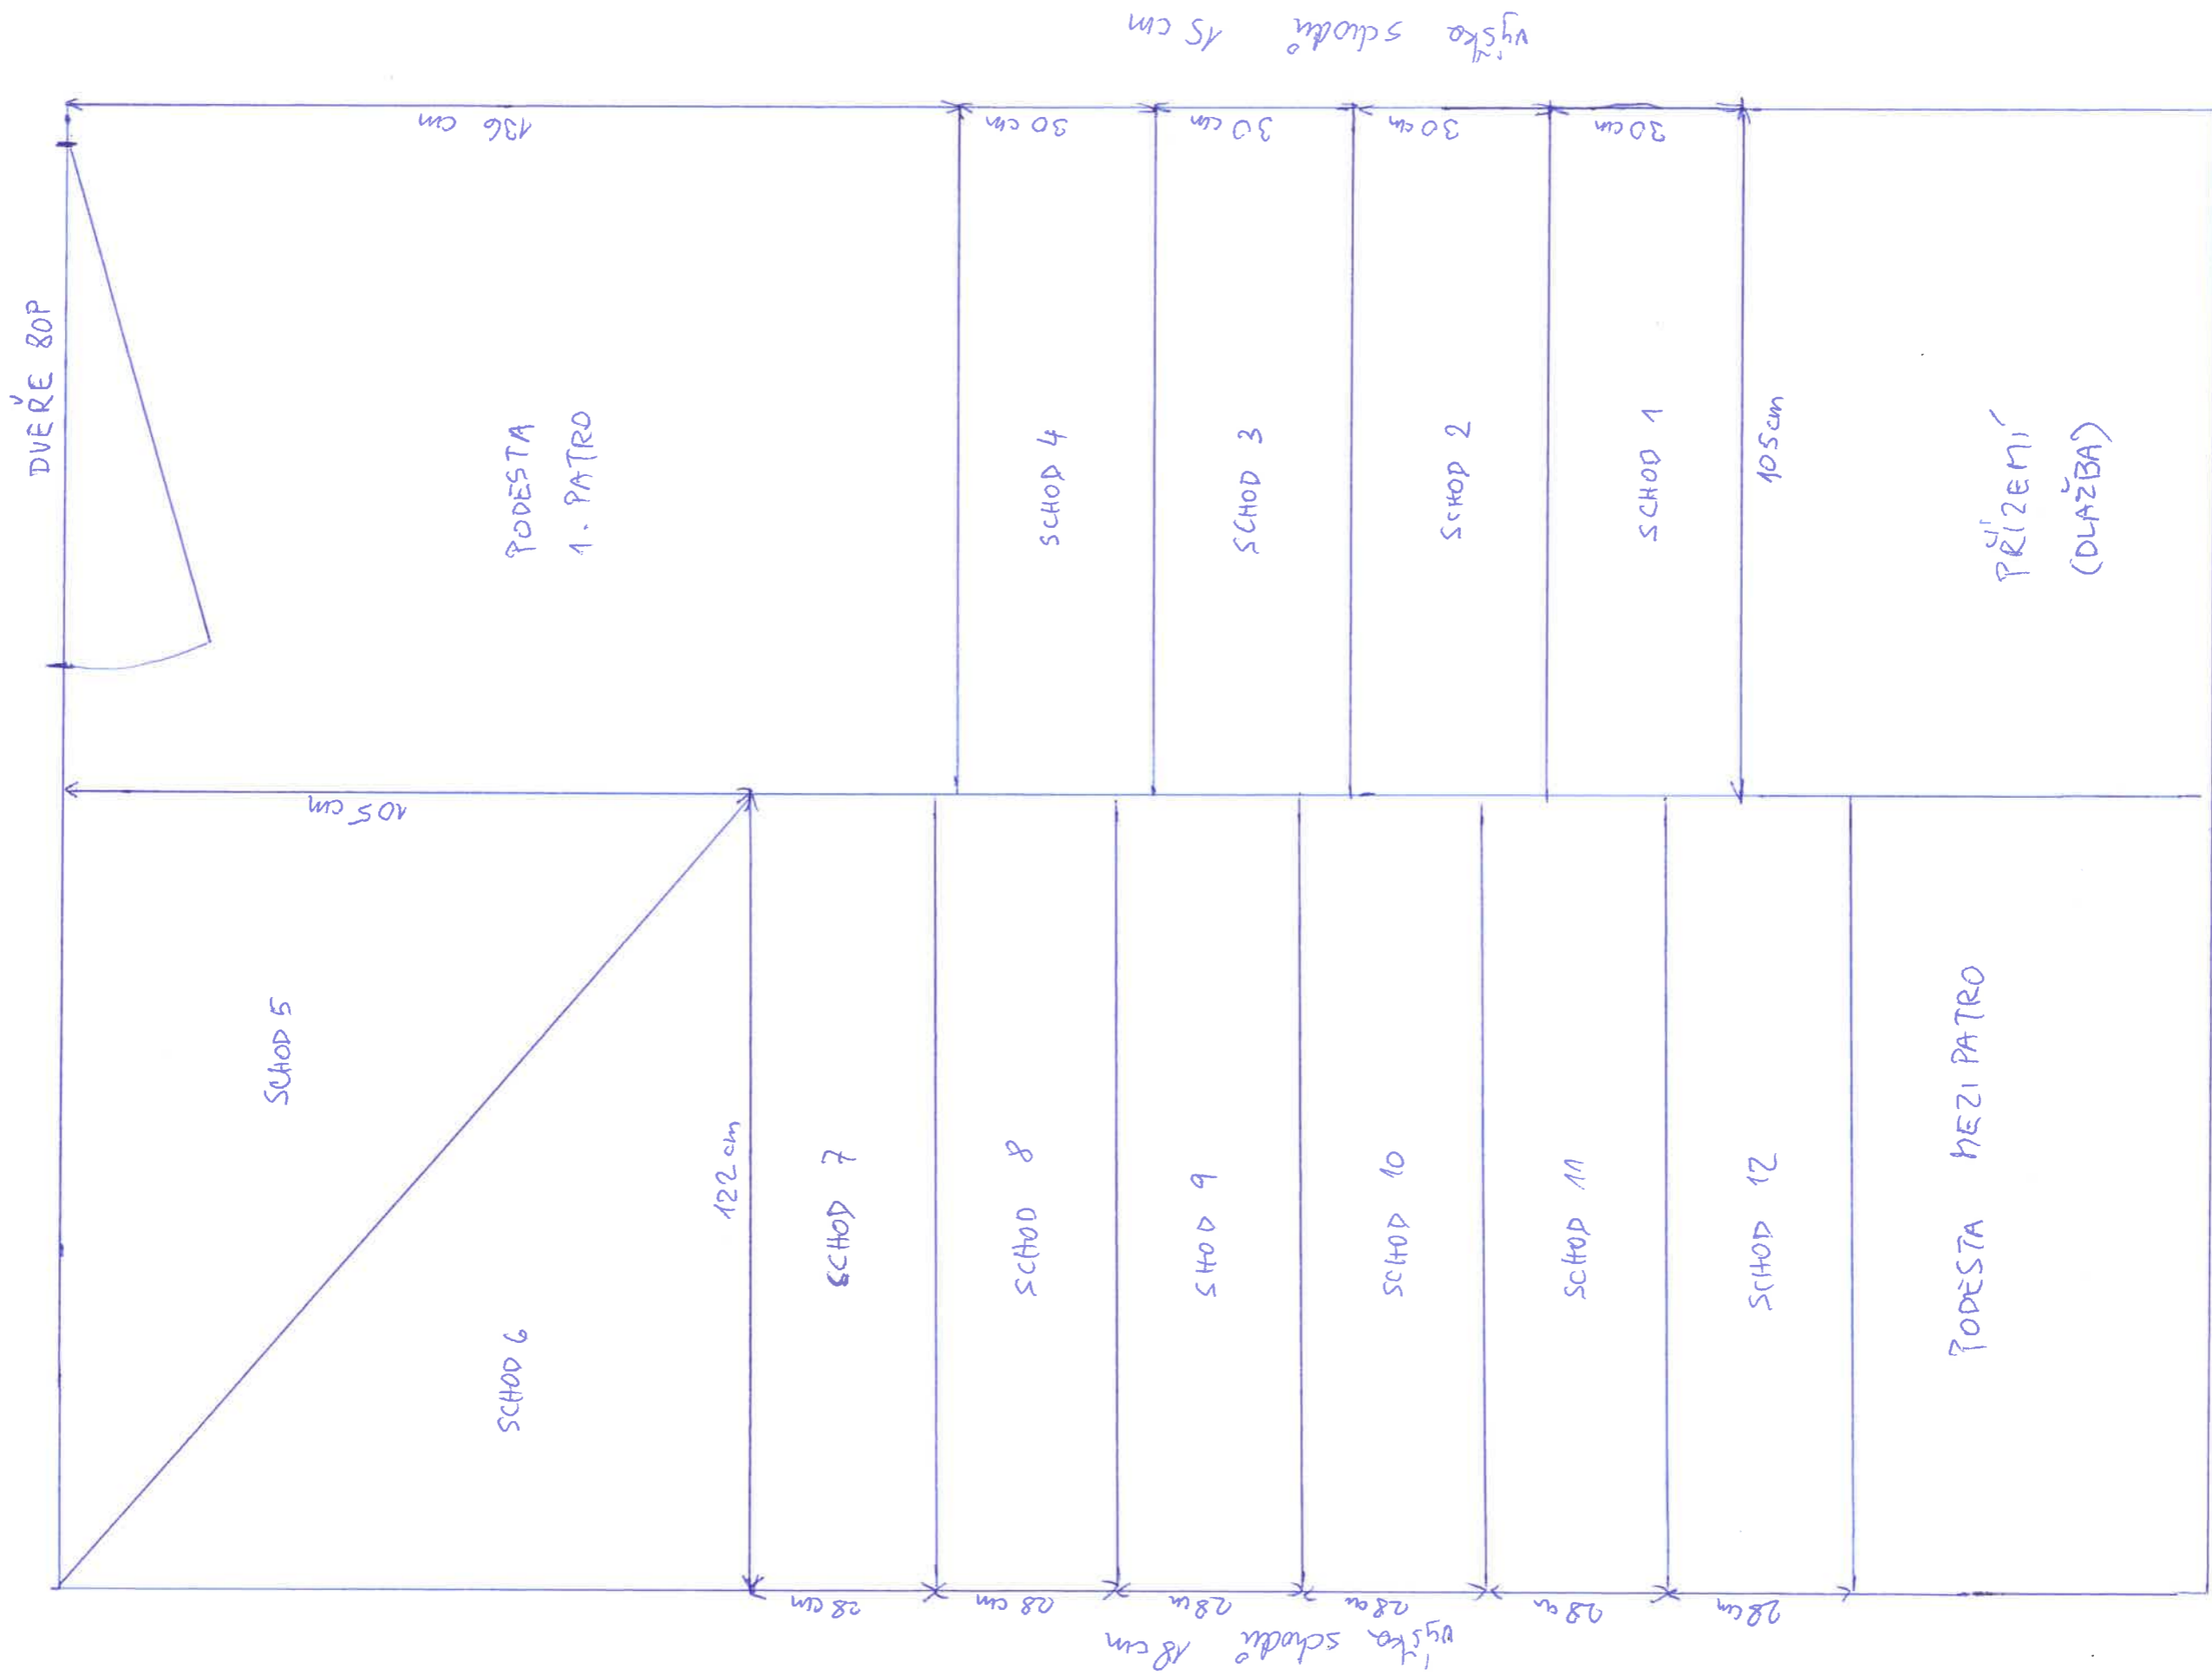 DVEŘE 80P
136 cm
PODESTA
1. PATRO
30 cm
SCHOD 4
30 cm
SCHOD 3
30 cm
SCHOD 2
30 cm
SCHOD 1
105 cm
PŘÍZEMÍ
(DLAŽBA)
výška schodů 15 cm
105 cm
SCHOD 5
SCHOD 6
122 cm
SCHOD 7
28 cm
SCHOD 8
28 cm
SHOD 9
28 cm
SCHOD 10
28 cm
SCHOD 11
28 cm
SCHOD 12
28 cm
PODESTA MEZIPATRO
výška schodů 18 cm